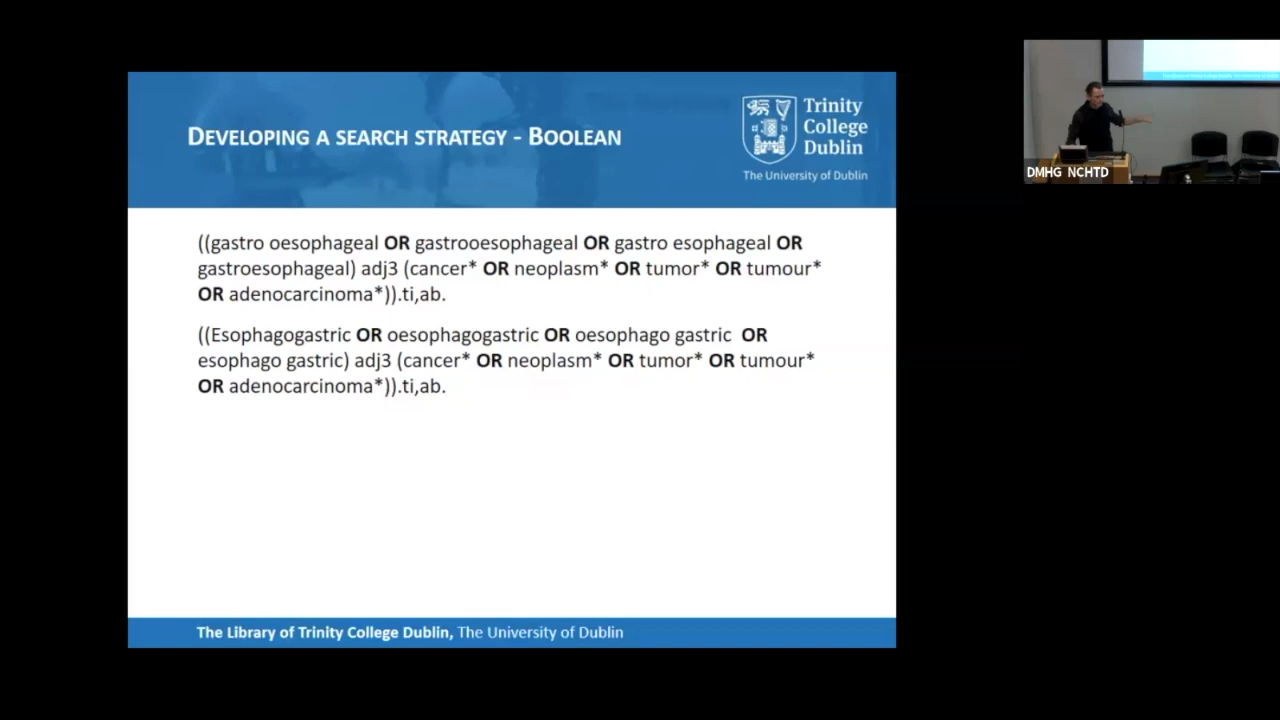 DEVELOPING A SEARCH STRATEGY - BOOLEAN
Trinity
College
Dublin
The University of Dublin
((gastro oesophageal OR gastrooesophageal OR gastro esophageal OR
gastroesophageal) adj3 (cancer* OR neoplasm* OR tumor* OR tumour*
OR adenocarcinoma*)).ti,ab.
((Esophagogastric OR oesophagogastric OR oesophago gastric OR
esophago gastric) adj3 (cancer* OR neoplasm* OR tumor* OR tumour*
OR adenocarcinoma*)).ti,ab.
The Library of Trinity College Dublin, The University of Dublin
DMHG NCHTD